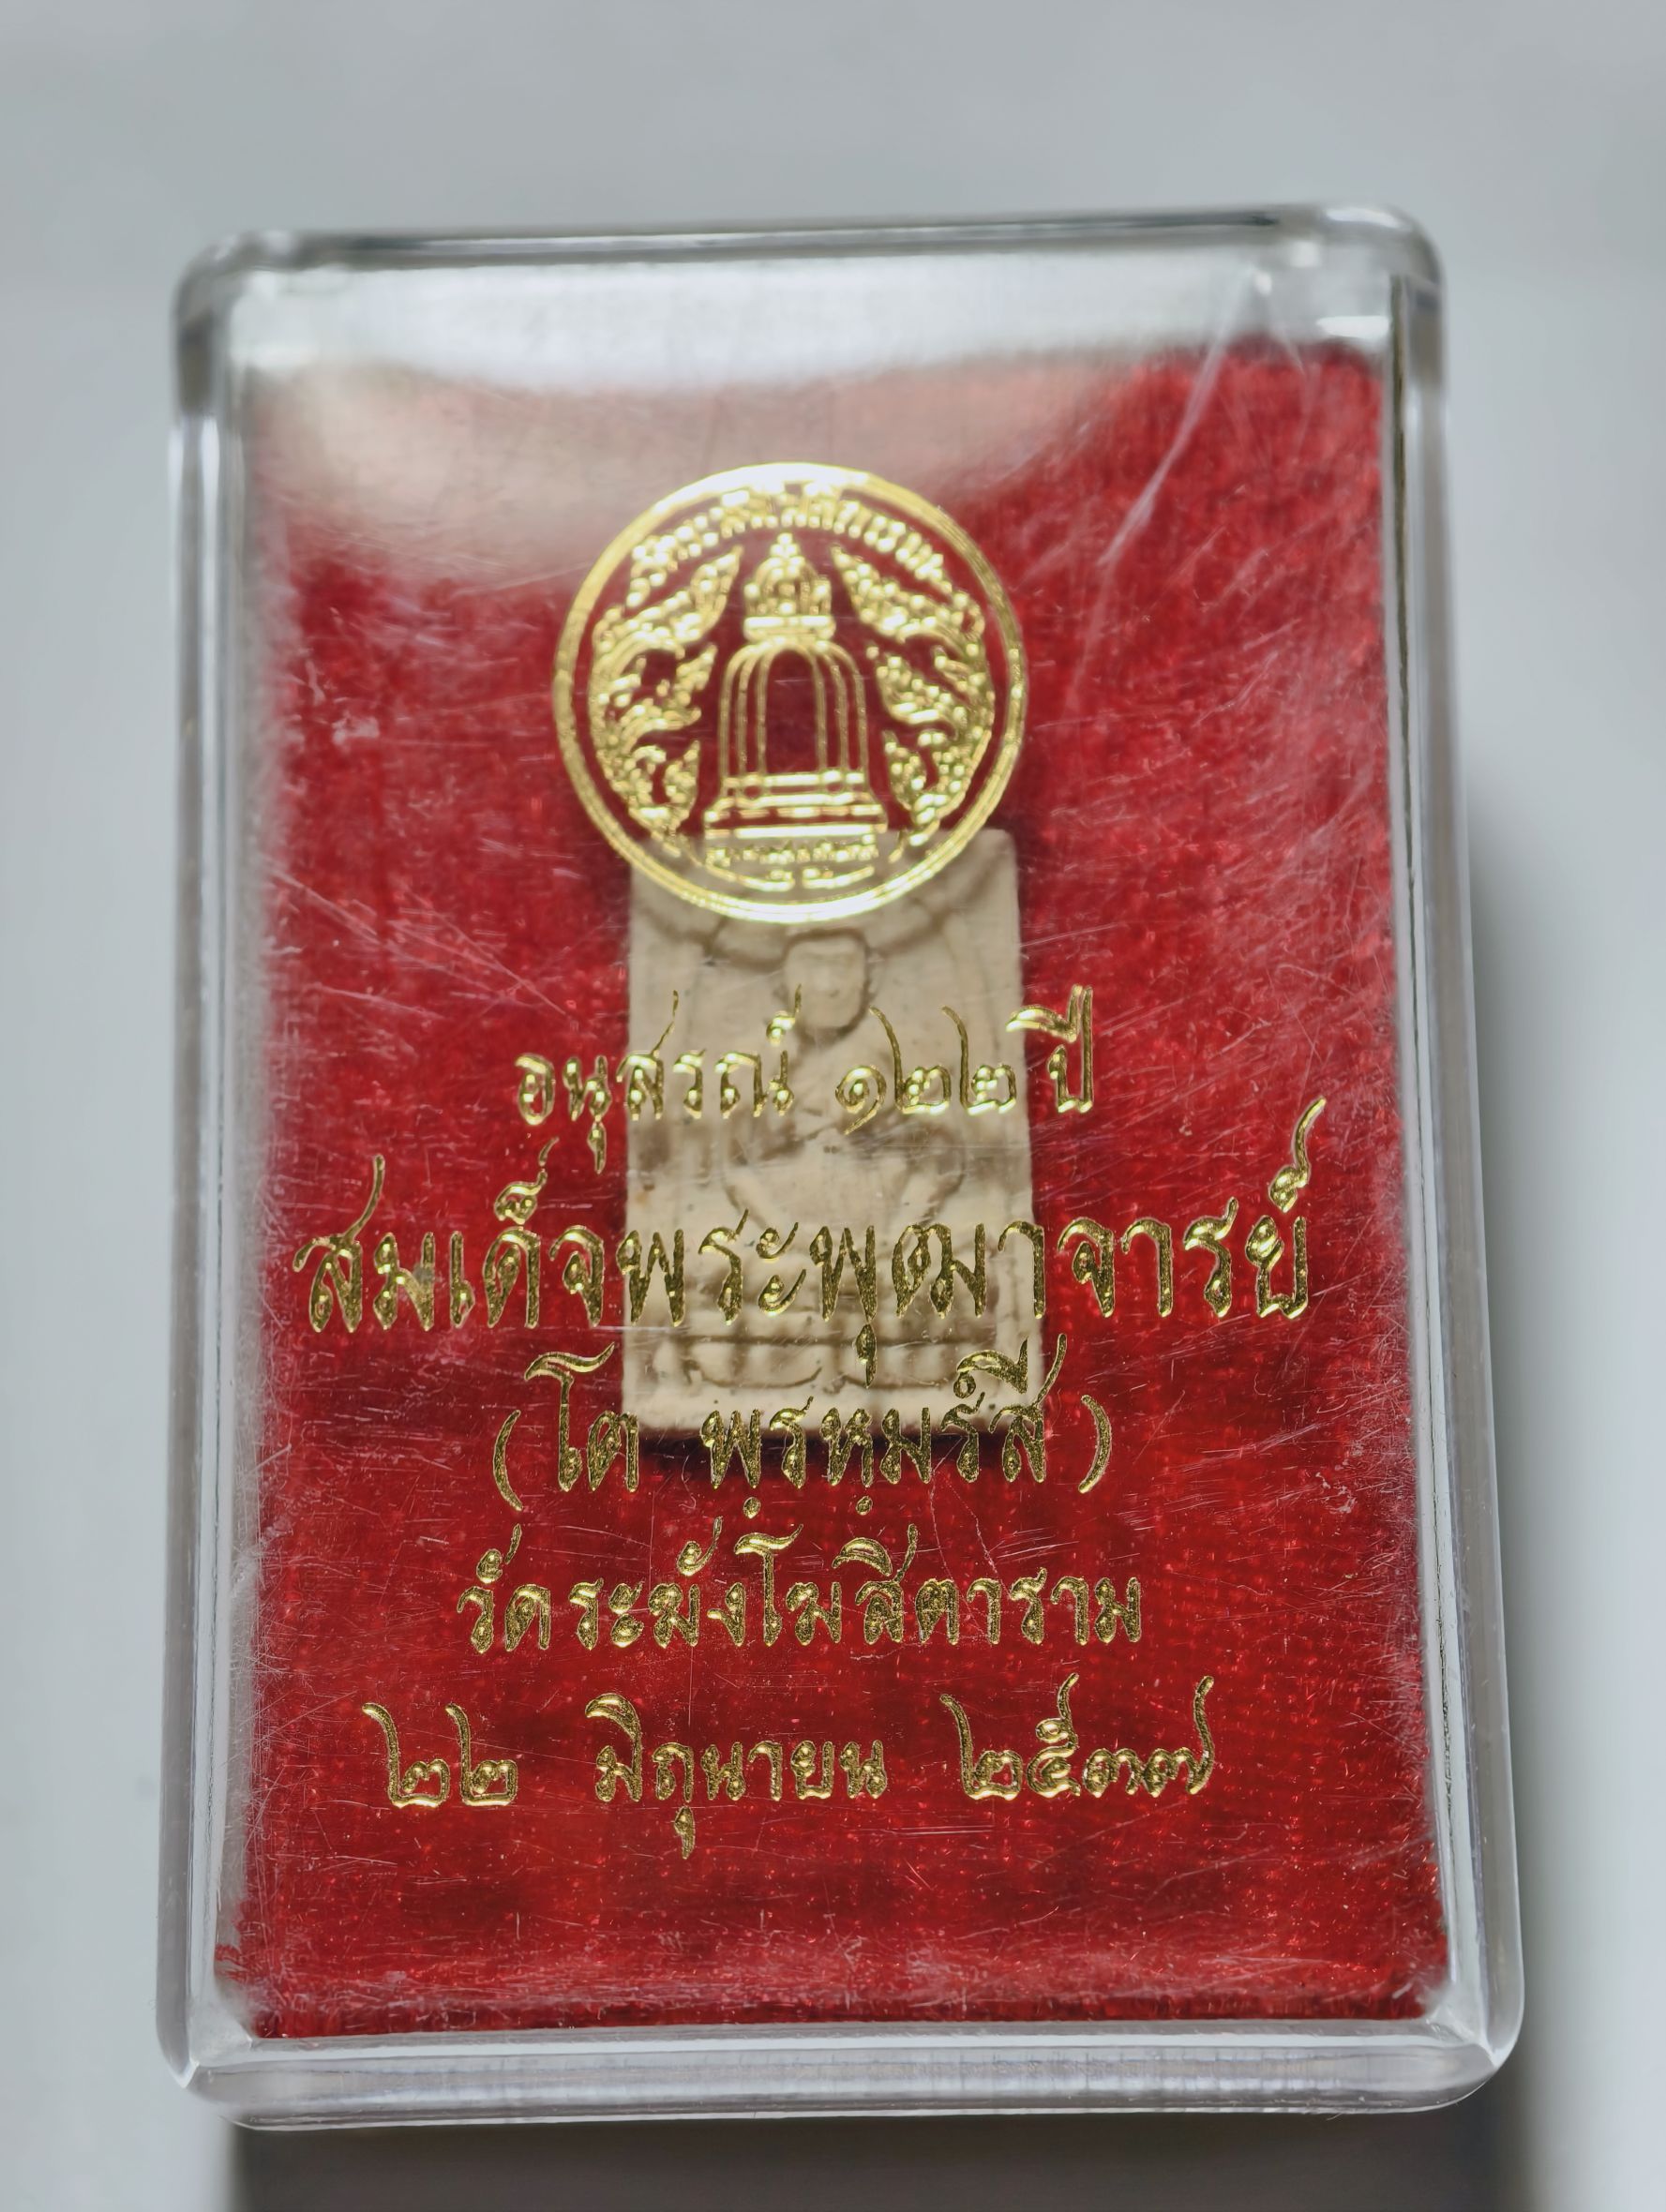 อนุสรณ์ ๑๒๒ ปี
สมเด็จพระพุฒาจารย์
(โต พฺรหฺมรํสี)
วัดระฆังโฆสิตาราม
๒๒ มิถุนายน ๒๕๓๗